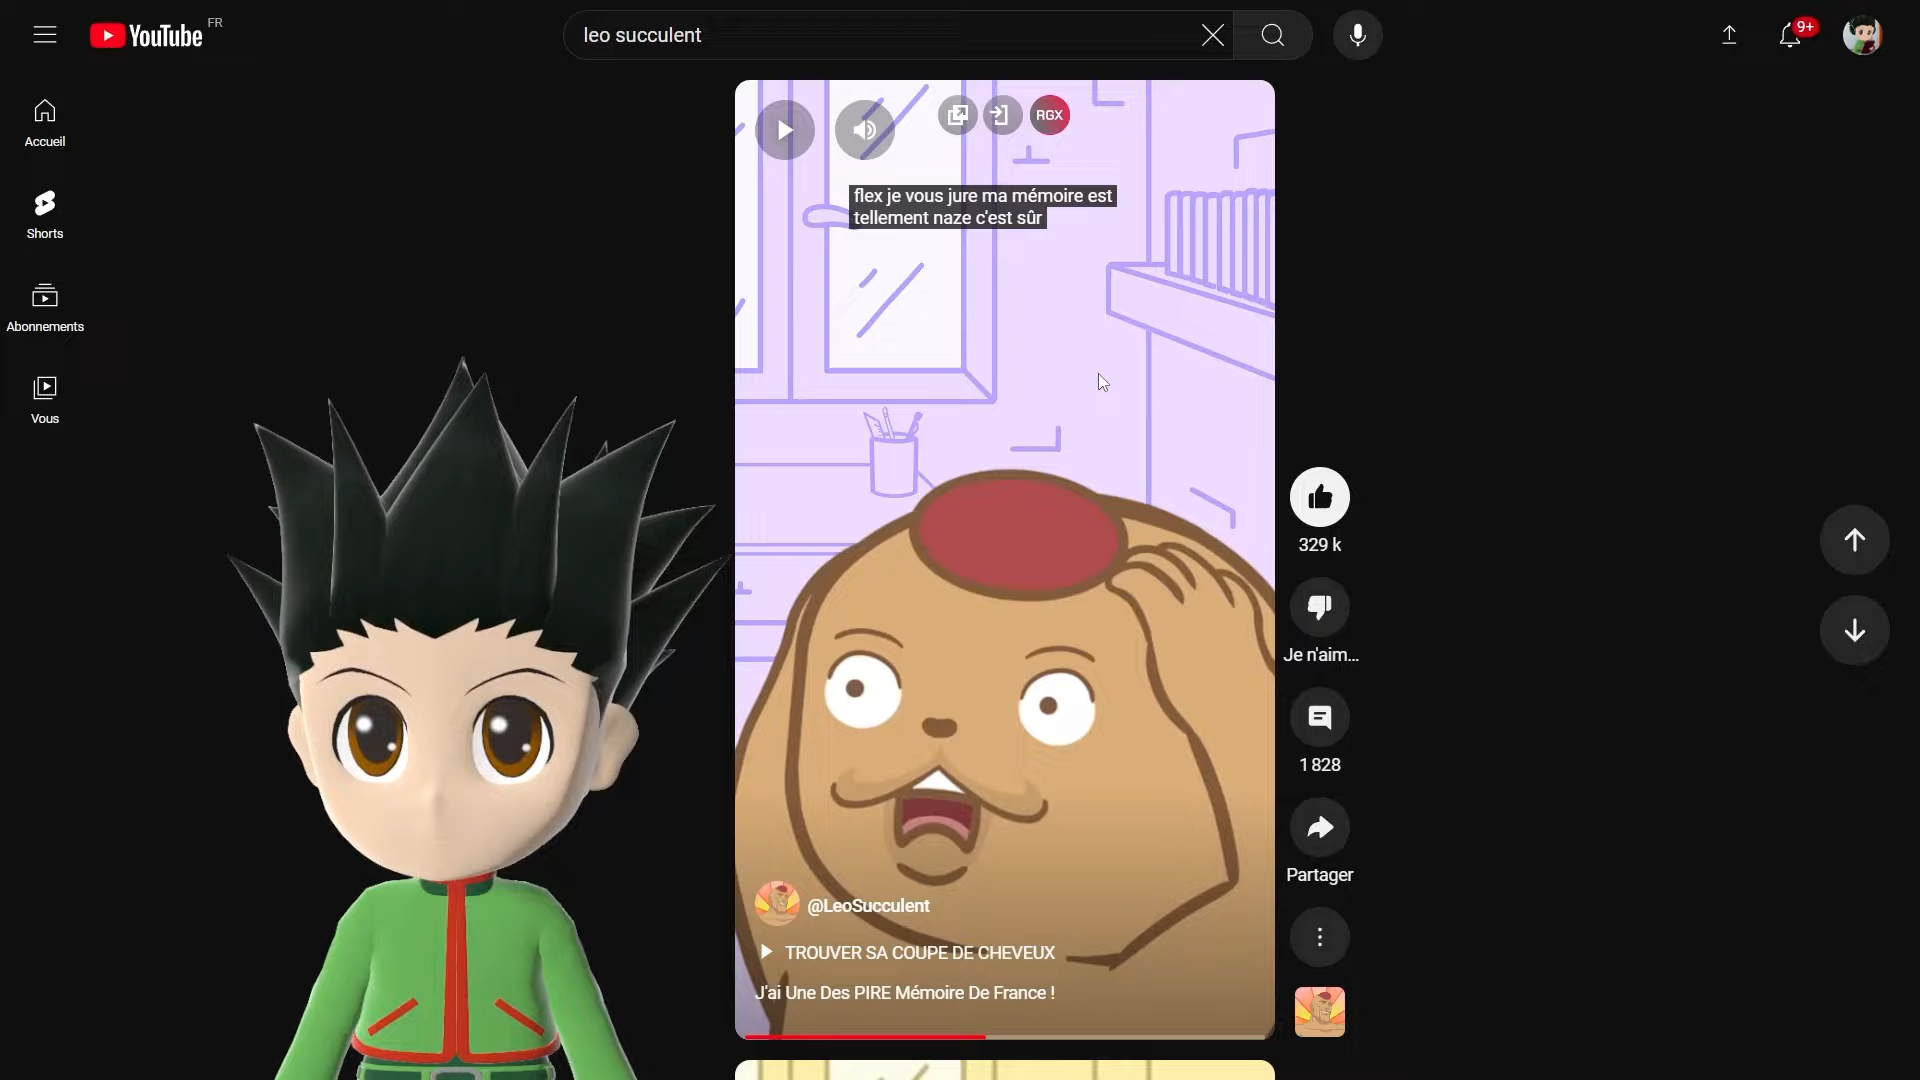 YouTube FR
leo succulent
9+
Accueil
Shorts
Abonnements
Vous
RGX
flex je vous jure ma mémoire est
tellement naze c'est sûr
329 k
Je n'aim...
1 828
Partager
@LeoSucculent
TROUVER SA COUPE DE CHEVEUX
J'ai Une Des PIRE Mémoire De France !